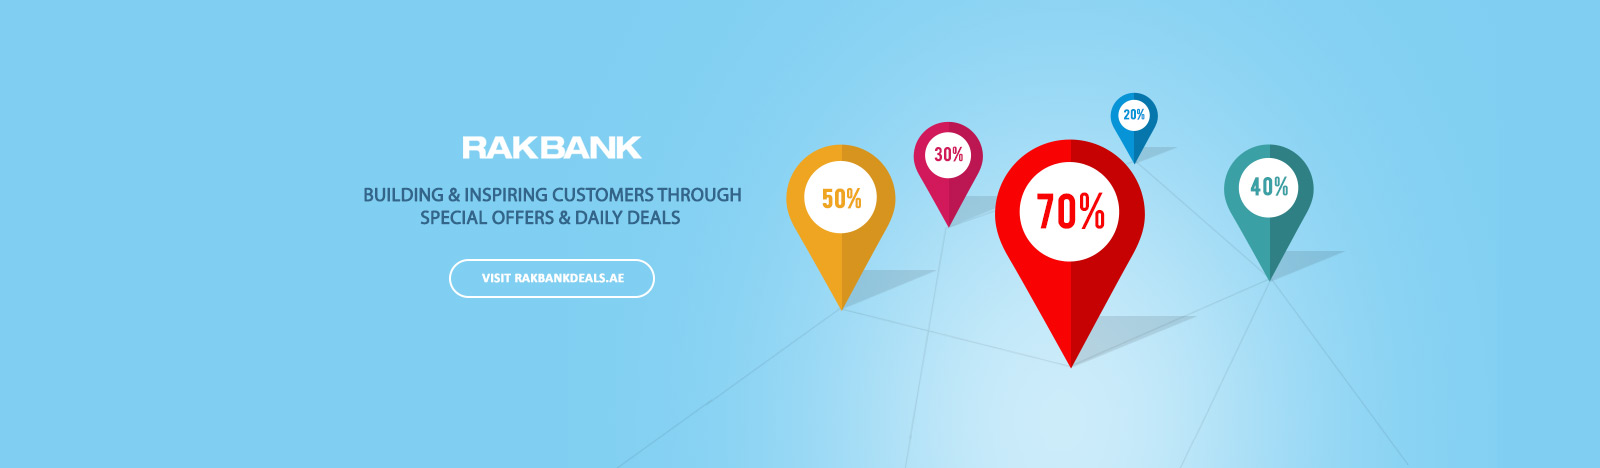 RAKBANK
BUILDING & INSPIRING CUSTOMERS THROUGH
SPECIAL OFFERS & DAILY DEALS
VISIT RAKBANKDEALS.AE
50%
30%
70%
20%
40%